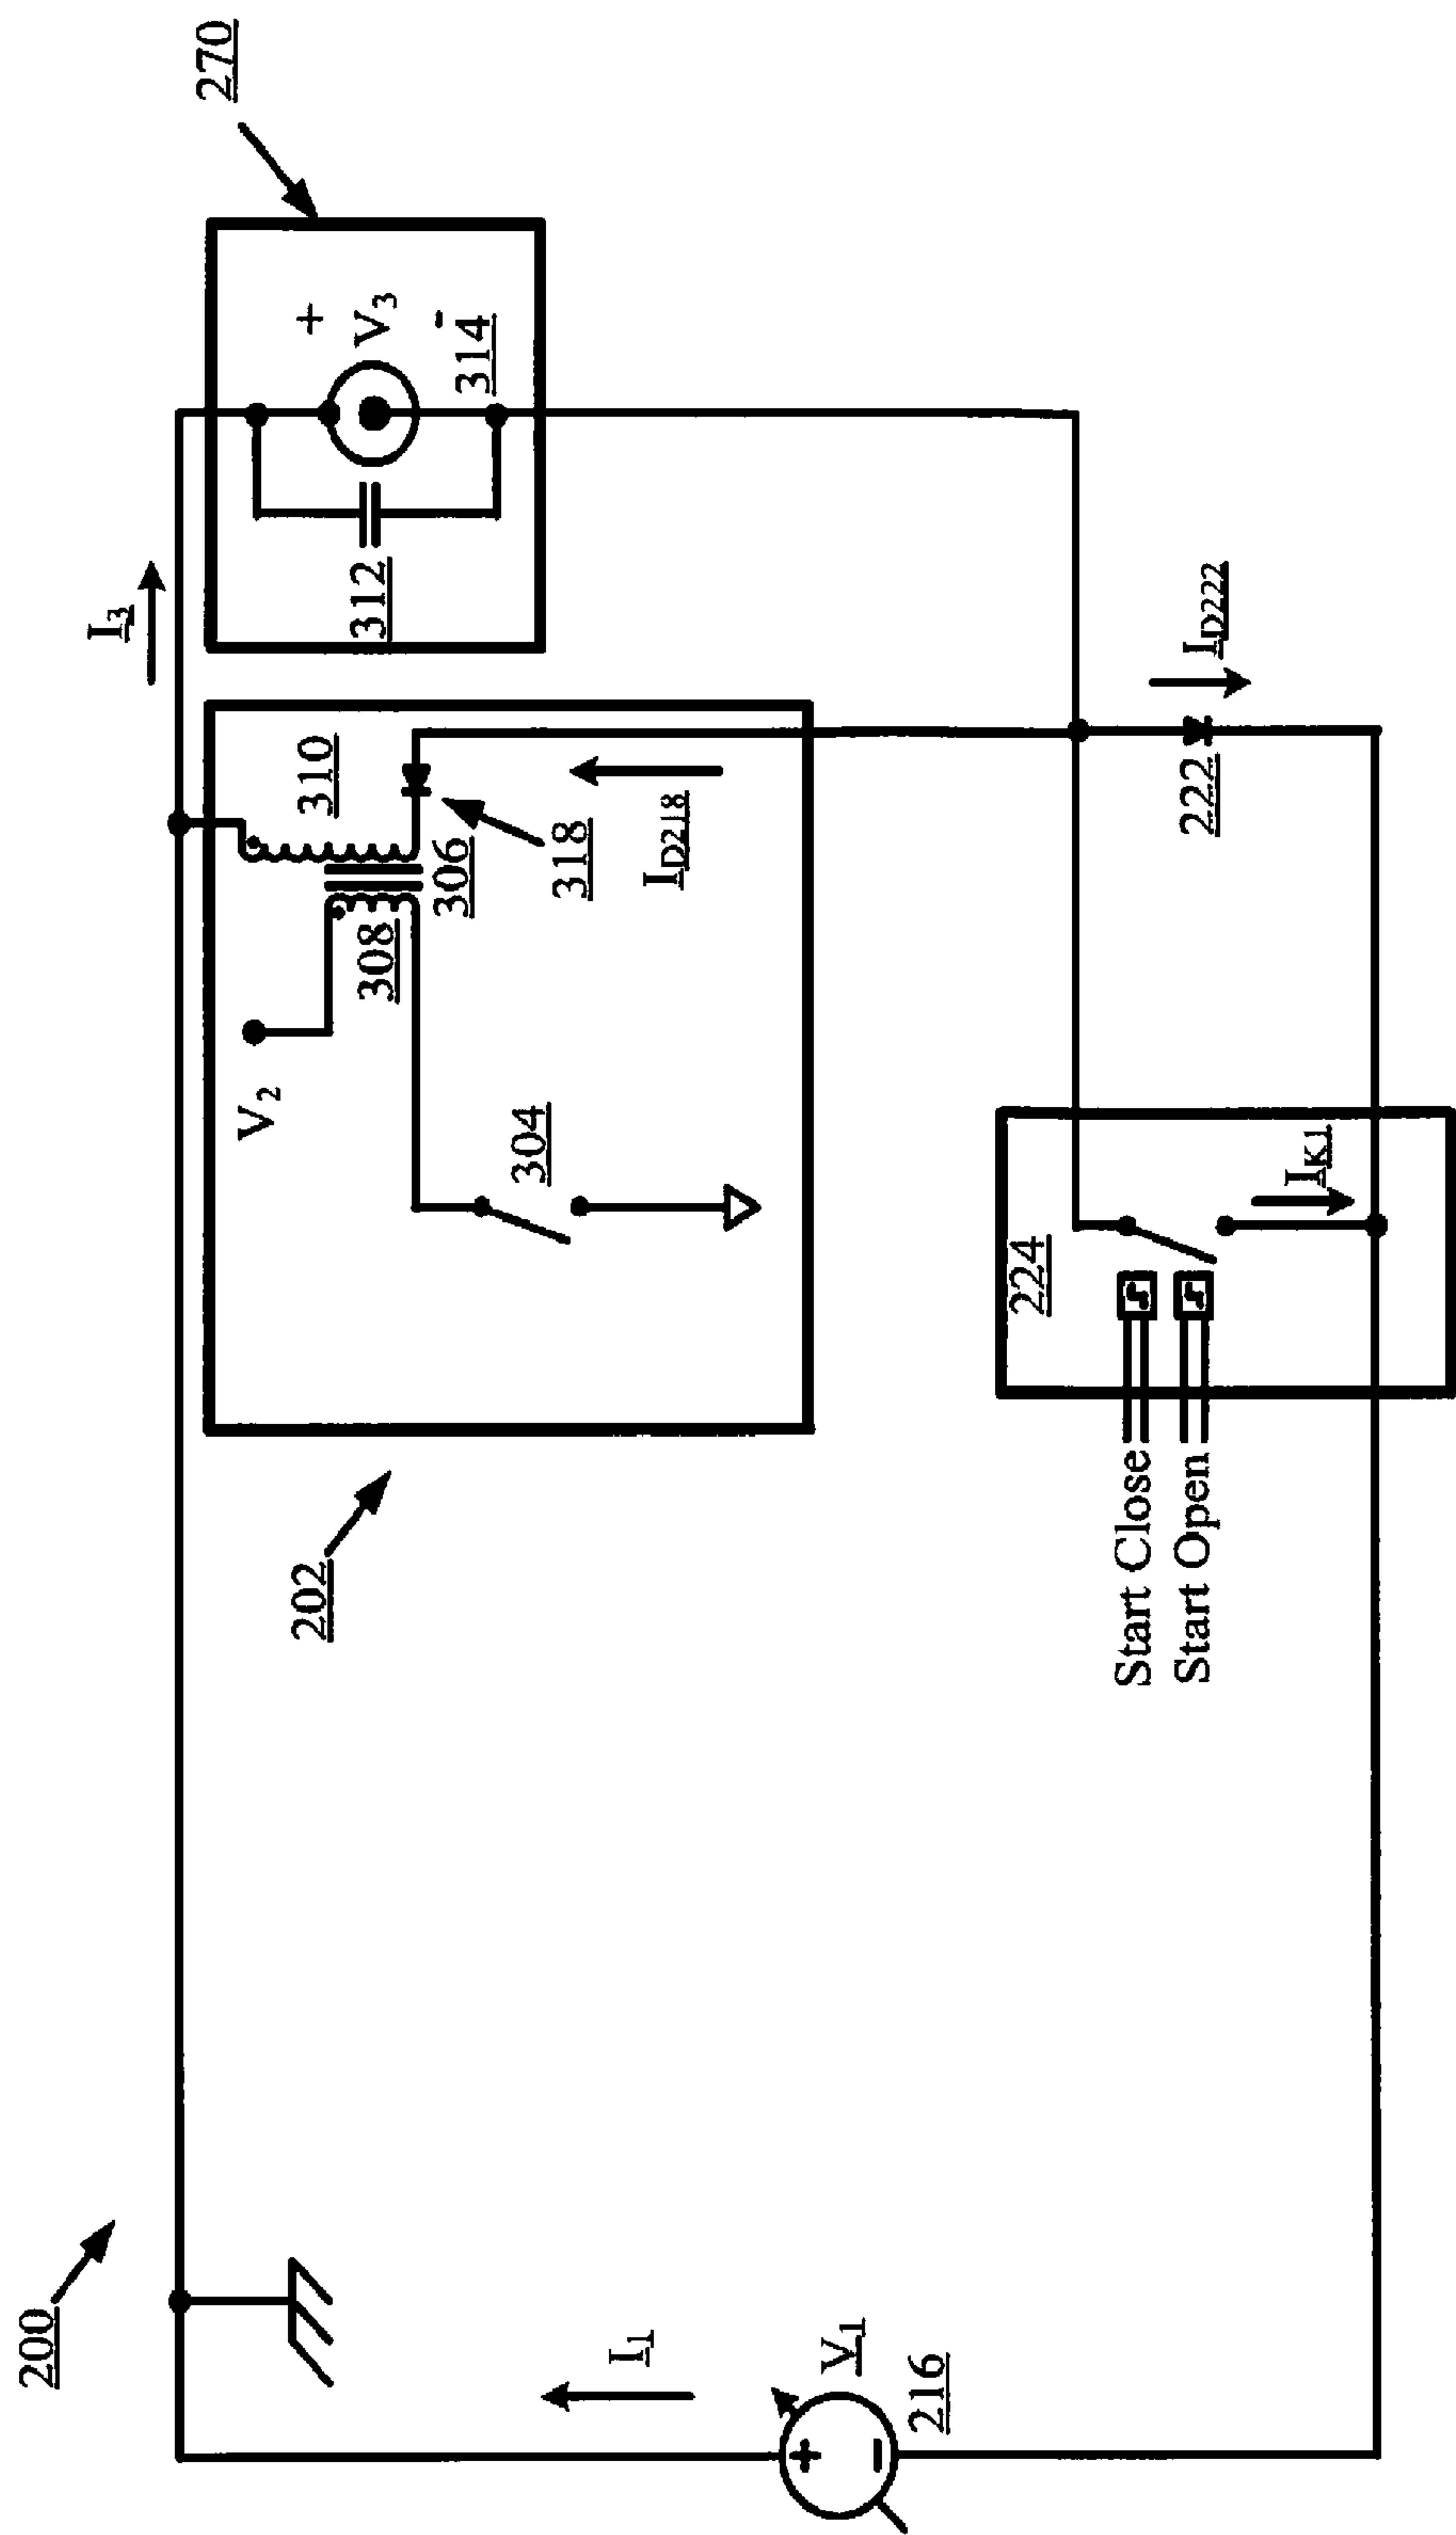 200
I3
270
+
V3
-
314
312
310
306
308
318
V2
304
ID218
202
I1
V1
216
+
-
224
Start Close
Start Open
IK1
222
ID222